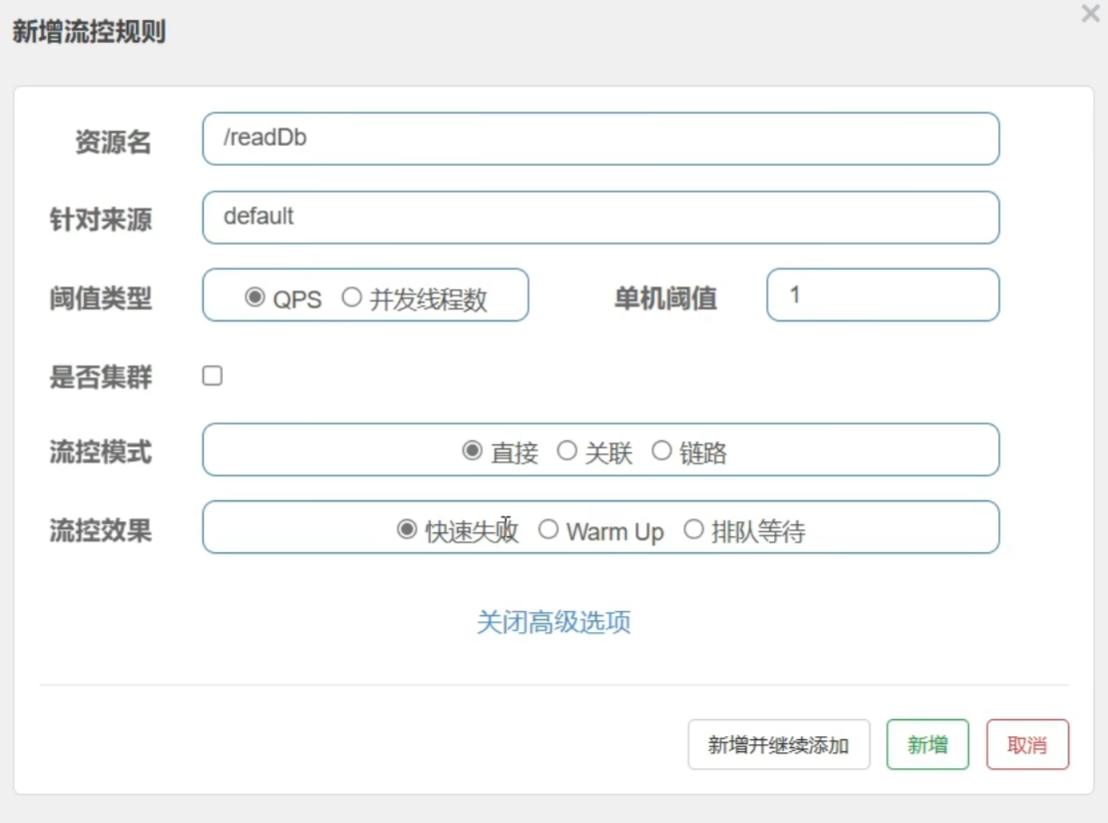 新增流控规则
×
资源名 /readDb
针对来源 default
阈值类型 QPS 并发线程数 单机阈值 1
是否集群
流控模式 直接 关联 链路
流控效果 快速失败 Warm Up 排队等待
关闭高级选项
新增并继续添加 新增 取消